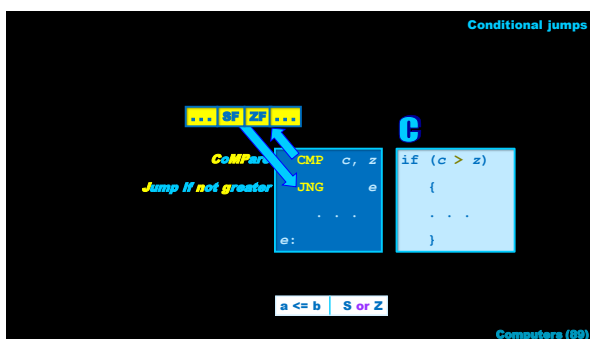 Conditional jumps
... SF ZF ...
C
CoMPare CMP c, z
if (c > z)
Jump if not greater JNG e
{
. . .
. . .
e:
}
a <= b S or Z
Computers (89)